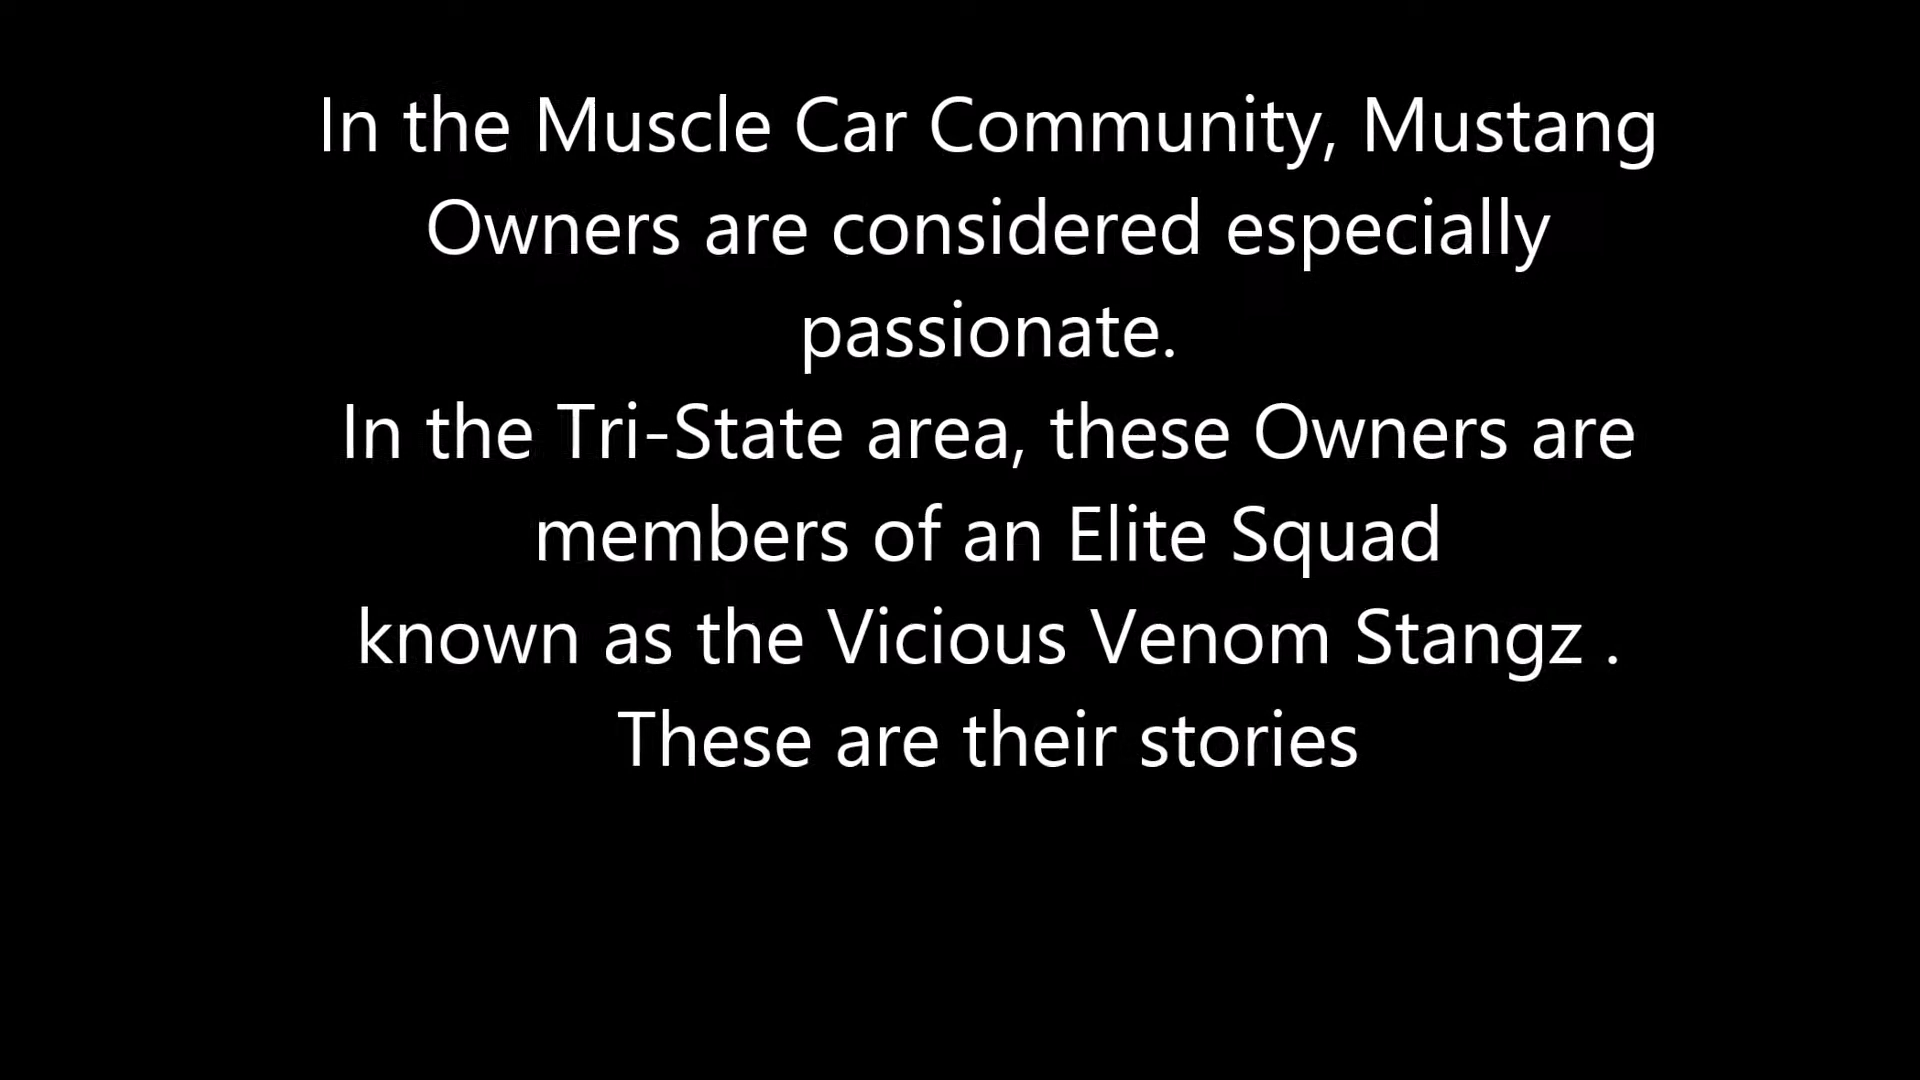 In the Muscle Car Community, Mustang
Owners are considered especially
passionate.
In the Tri-State area, these Owners are
members of an Elite Squad
known as the Vicious Venom Stangz .
These are their stories